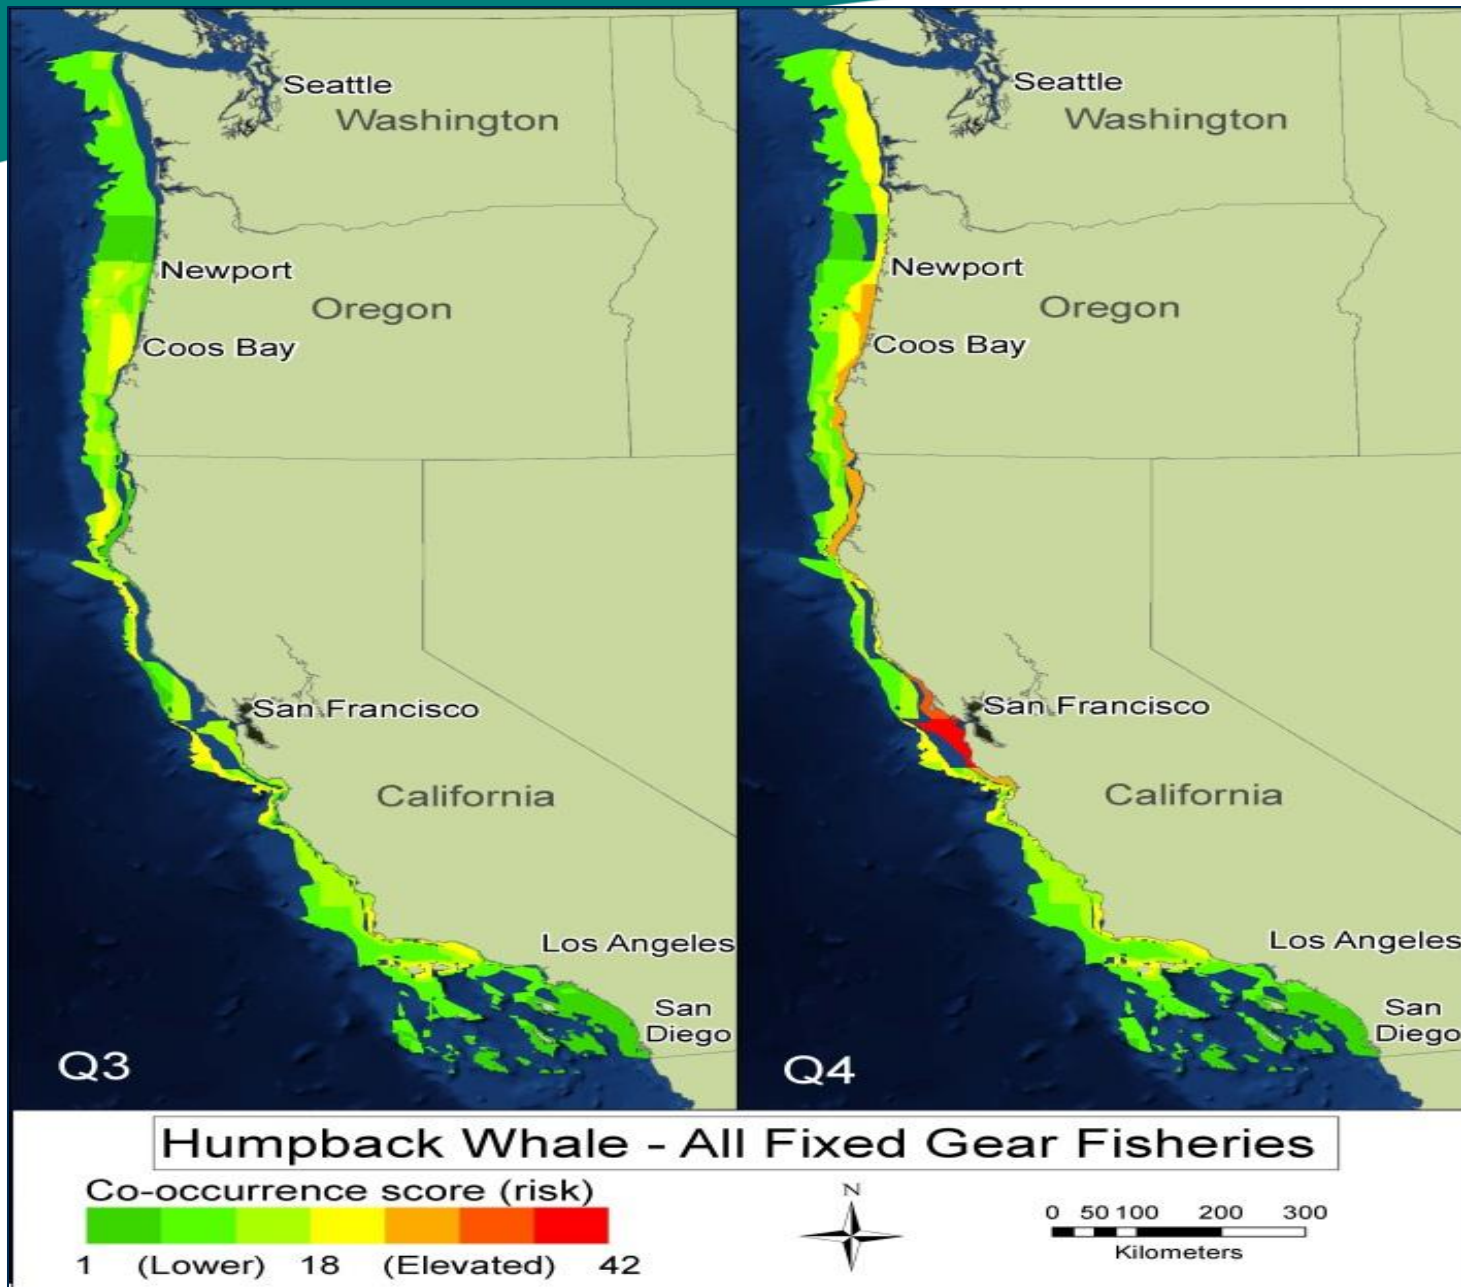 Seattle
Washington
Newport
Oregon
Coos Bay
San Francisco
California
Los Angeles
San
Diego
Q3
Seattle
Washington
Newport
Oregon
Coos Bay
San Francisco
California
Los Angeles
San
Diego
Q4
Humpback Whale - All Fixed Gear Fisheries
Co-occurrence score (risk)
1 (Lower) 18 (Elevated) 42
N
0 50 100 200 300
Kilometers